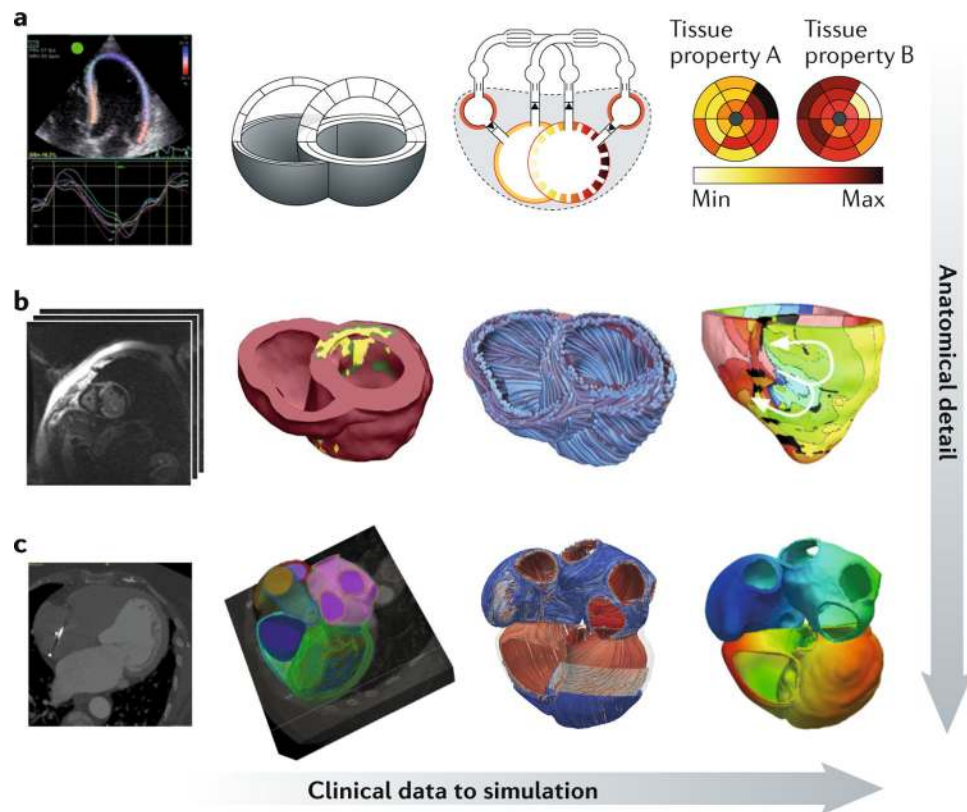 a
Tissue
property A
Tissue
property B
Min
Max
b
c
Anatomical detail
Clinical data to simulation